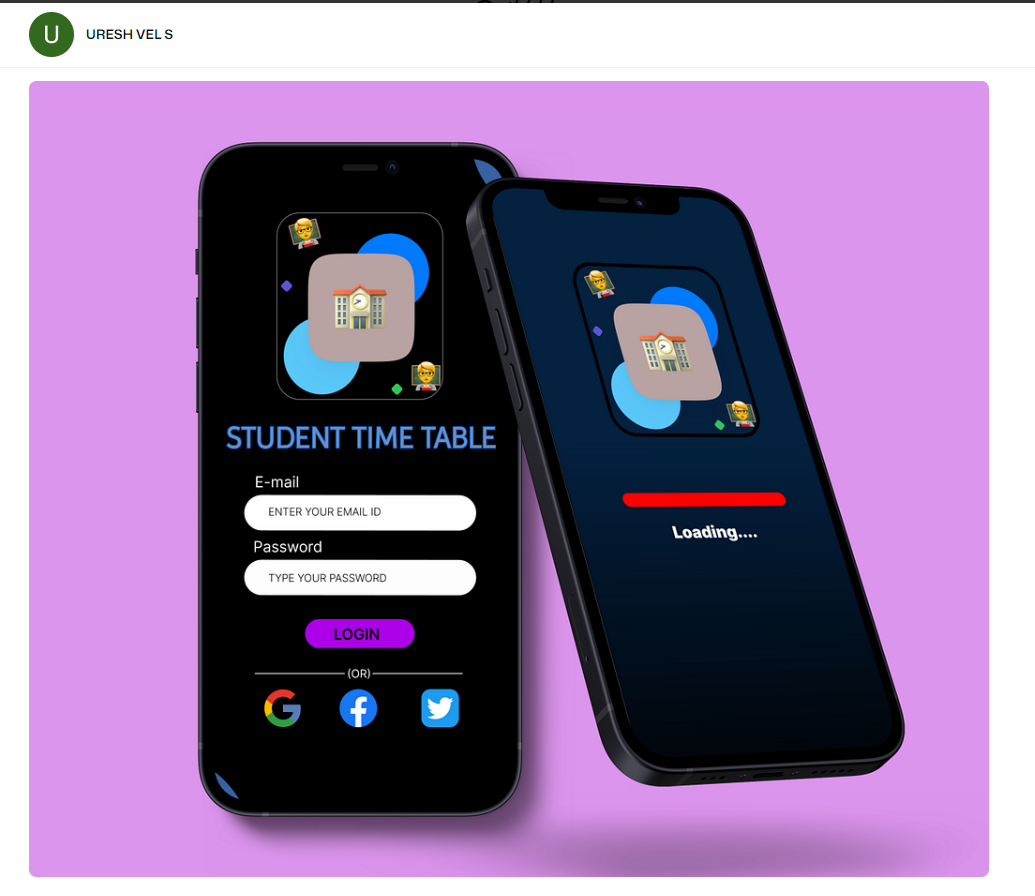 U
URESH VEL S
STUDENT TIME TABLE
E-mail
ENTER YOUR EMAIL ID
Password
TYPE YOUR PASSWORD
LOGIN
(OR)
Loading....